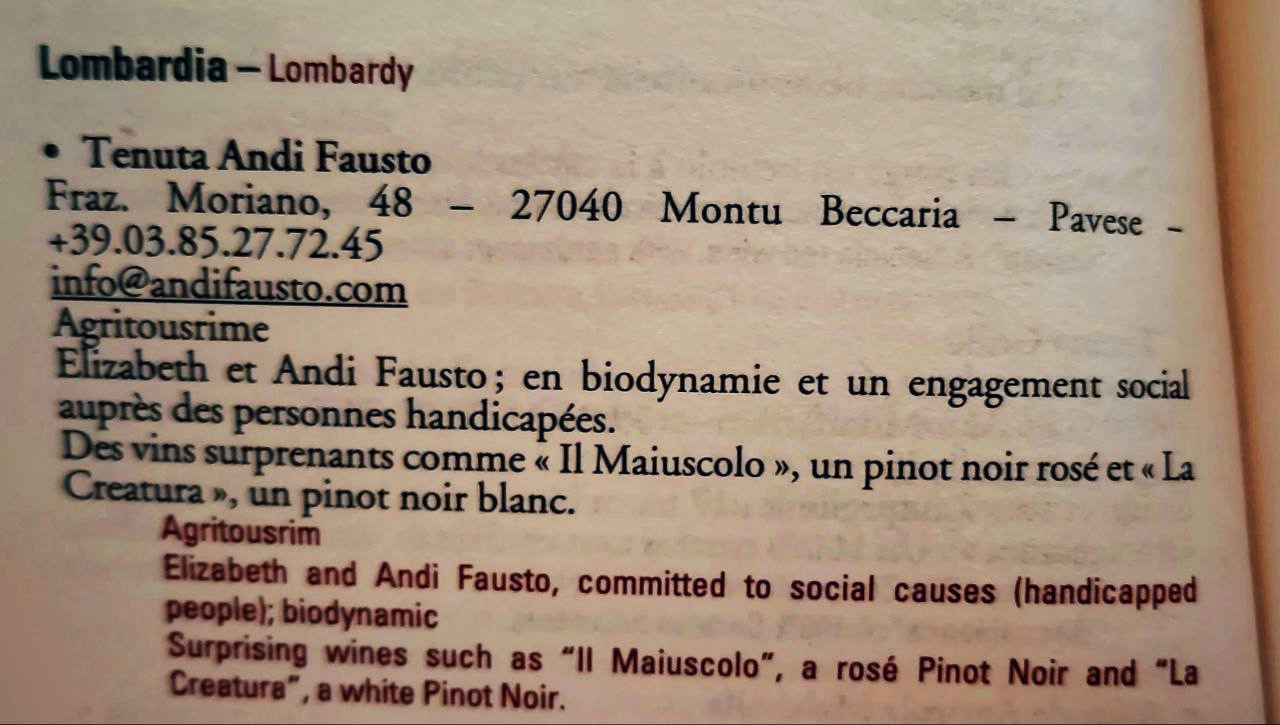 Lombardia – Lombardy
• Tenuta Andi Fausto
Fraz. Moriano, 48 – 27040 Montu Beccaria – Pavese –
+39.03.85.27.72.45
info@andifausto.com
Agritousrime
Elizabeth et Andi Fausto ; en biodynamie et un engagement social
auprès des personnes handicapées.
Des vins surprenants comme « Il Maiuscolo », un pinot noir rosé et « La
Creatura », un pinot noir blanc.
Agritousrim
Elizabeth and Andi Fausto, committed to social causes (handicapped
people); biodynamic
Surprising wines such as “Il Maiuscolo”, a rosé Pinot Noir and “La
Creatura”, a white Pinot Noir.